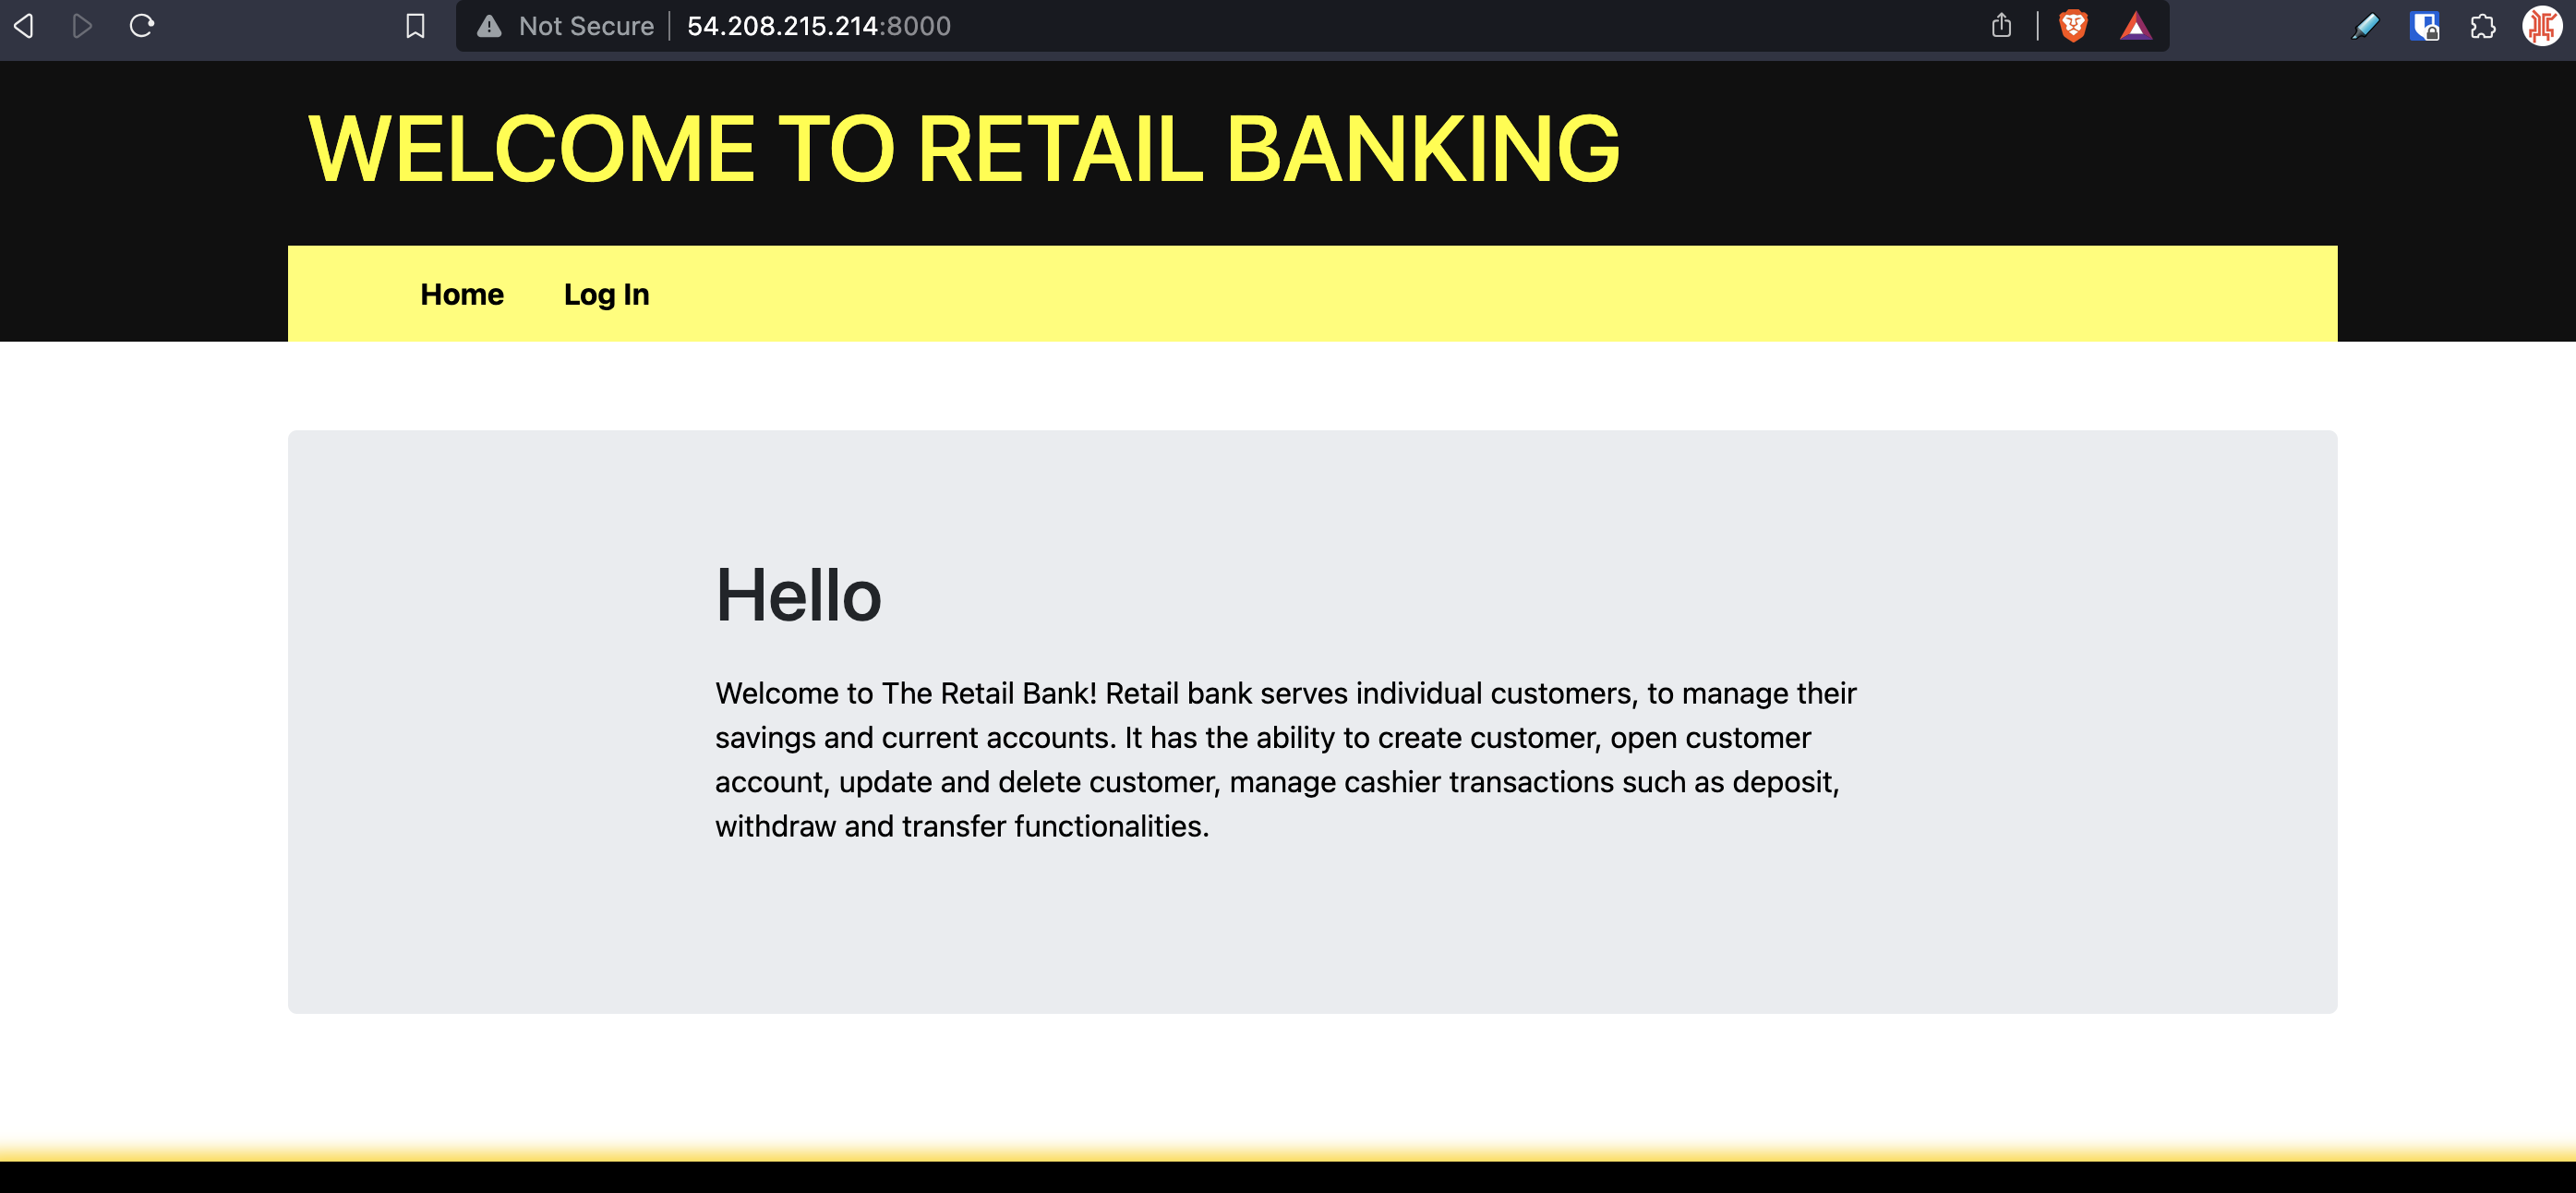 Not Secure 54.208.215.214:8000
WELCOME TO RETAIL BANKING
Home Log In
Hello
Welcome to The Retail Bank! Retail bank serves individual customers, to manage their
savings and current accounts. It has the ability to create customer, open customer
account, update and delete customer, manage cashier transactions such as deposit,
withdraw and transfer functionalities.